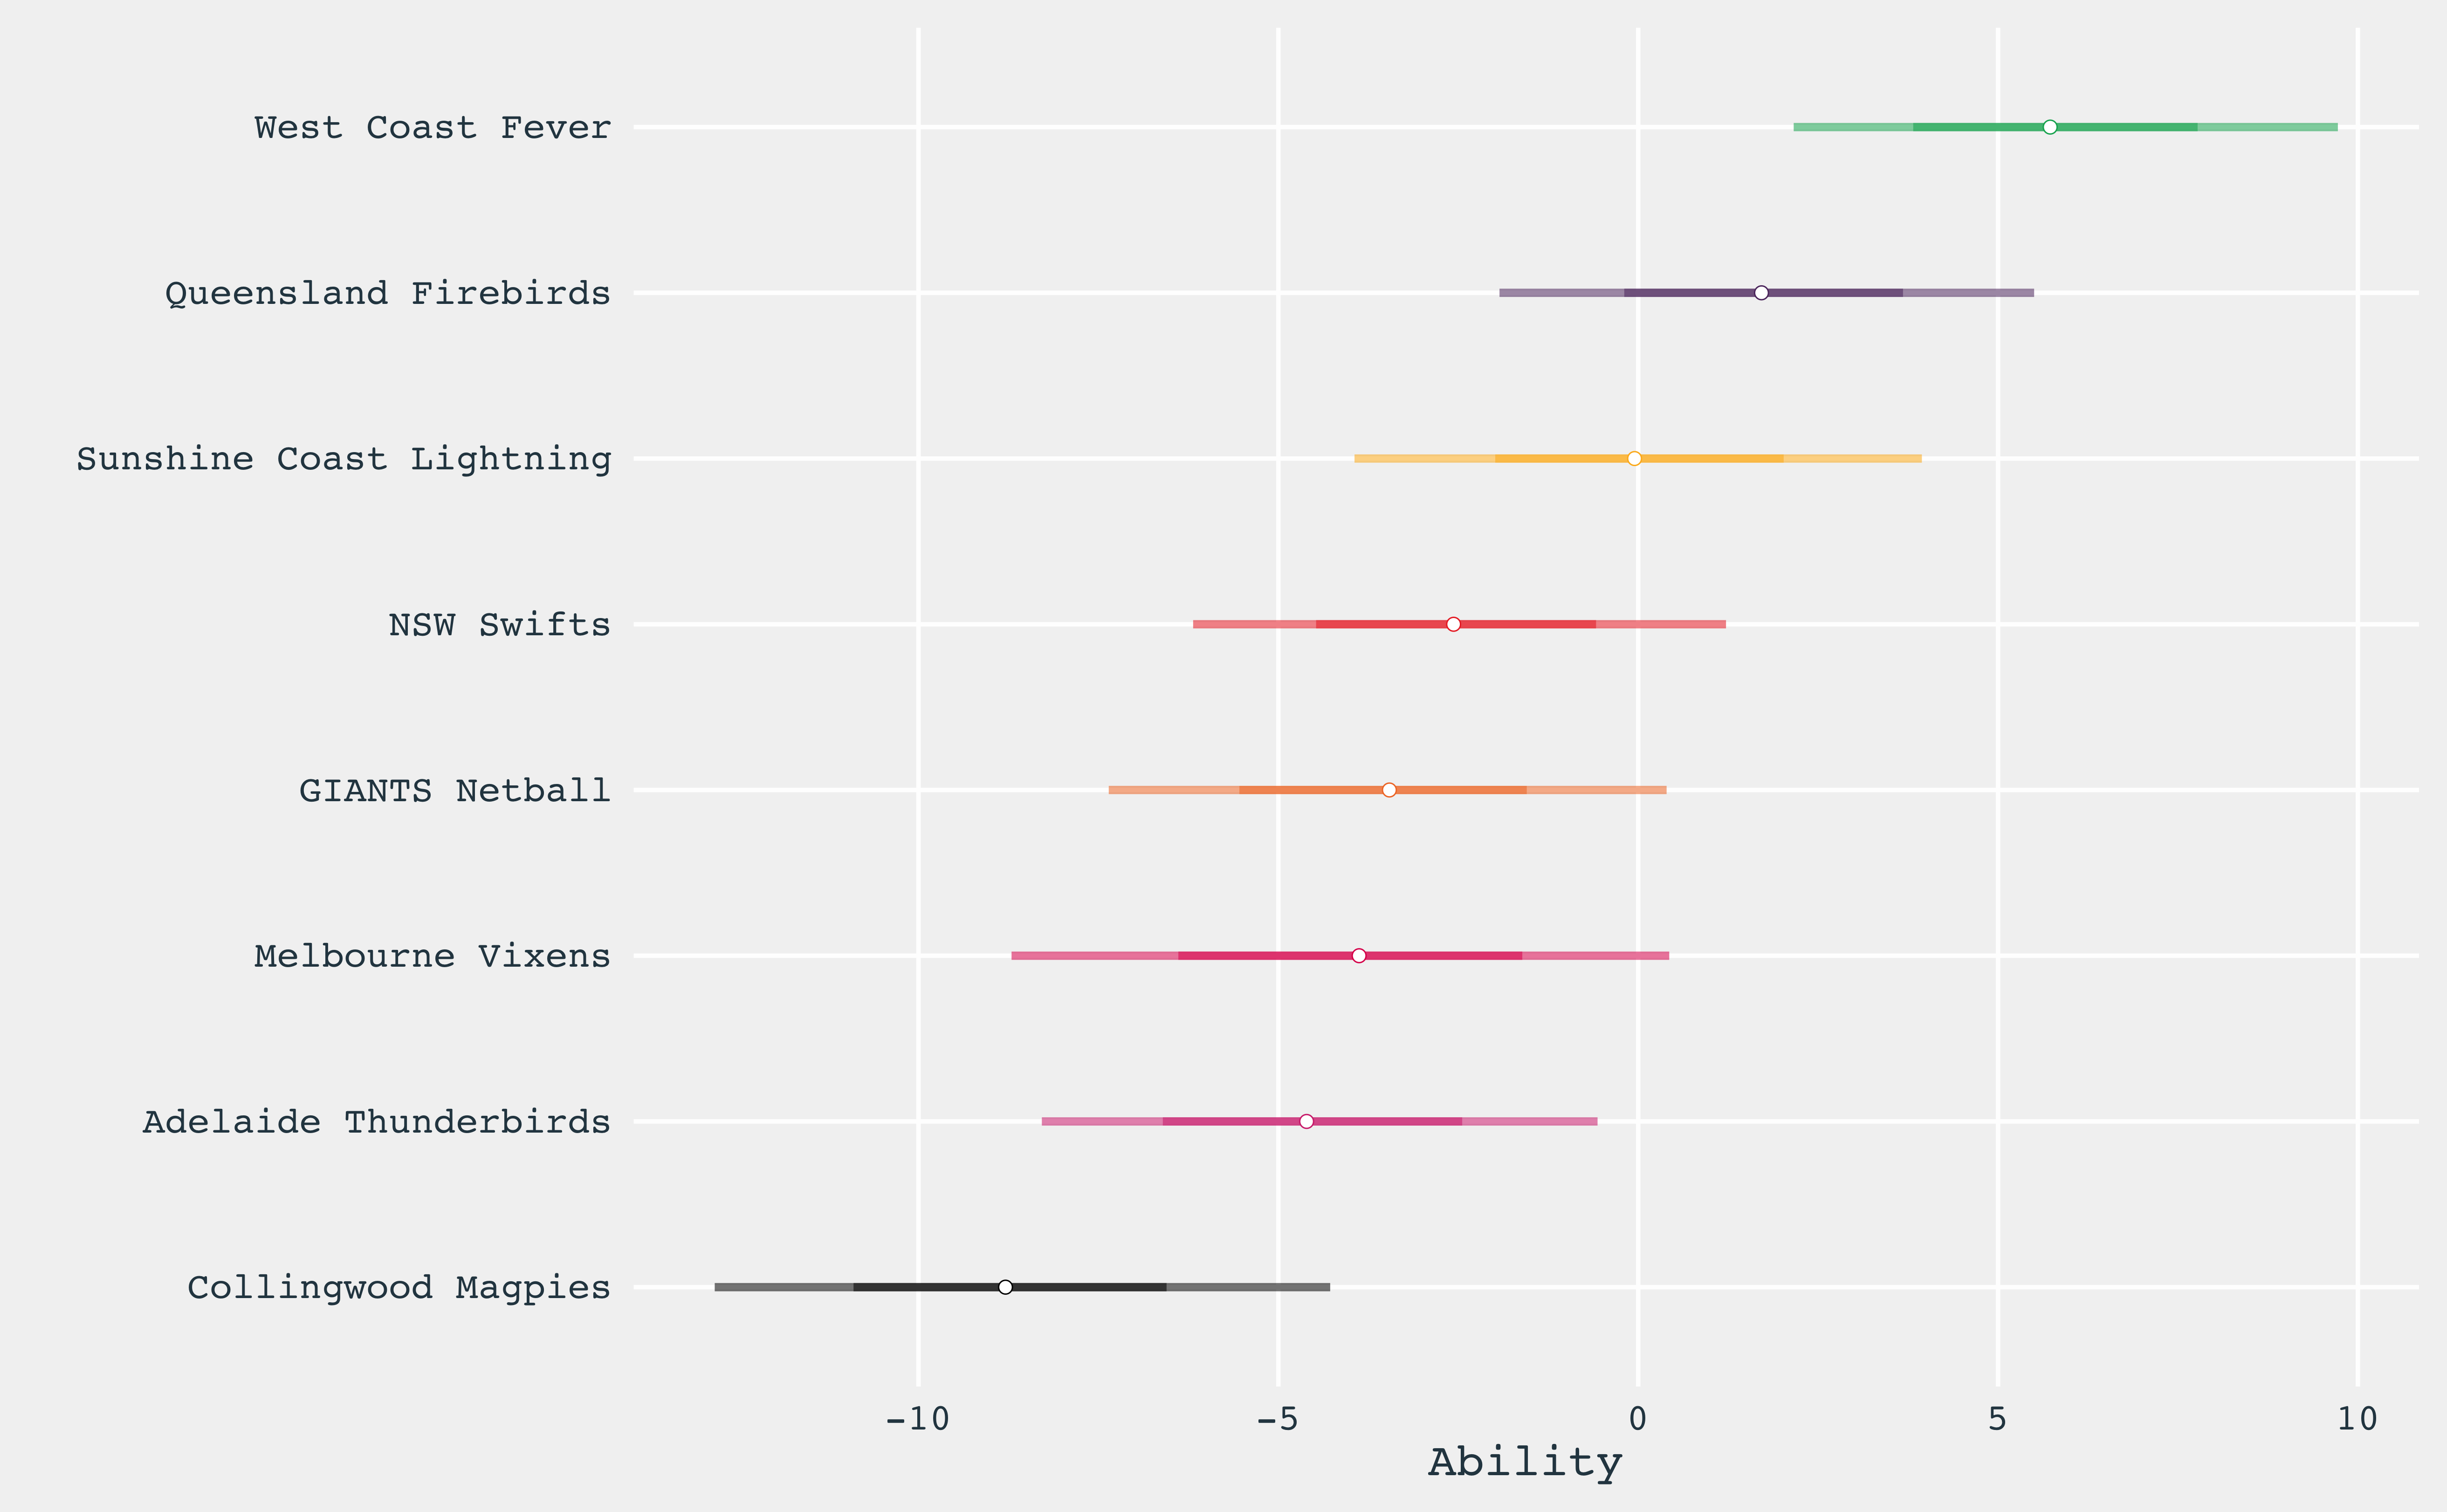 West Coast Fever
Queensland Firebirds
Sunshine Coast Lightning
NSW Swifts
GIANTS Netball
Melbourne Vixens
Adelaide Thunderbirds
Collingwood Magpies
-10 -5 0 5 10
Ability